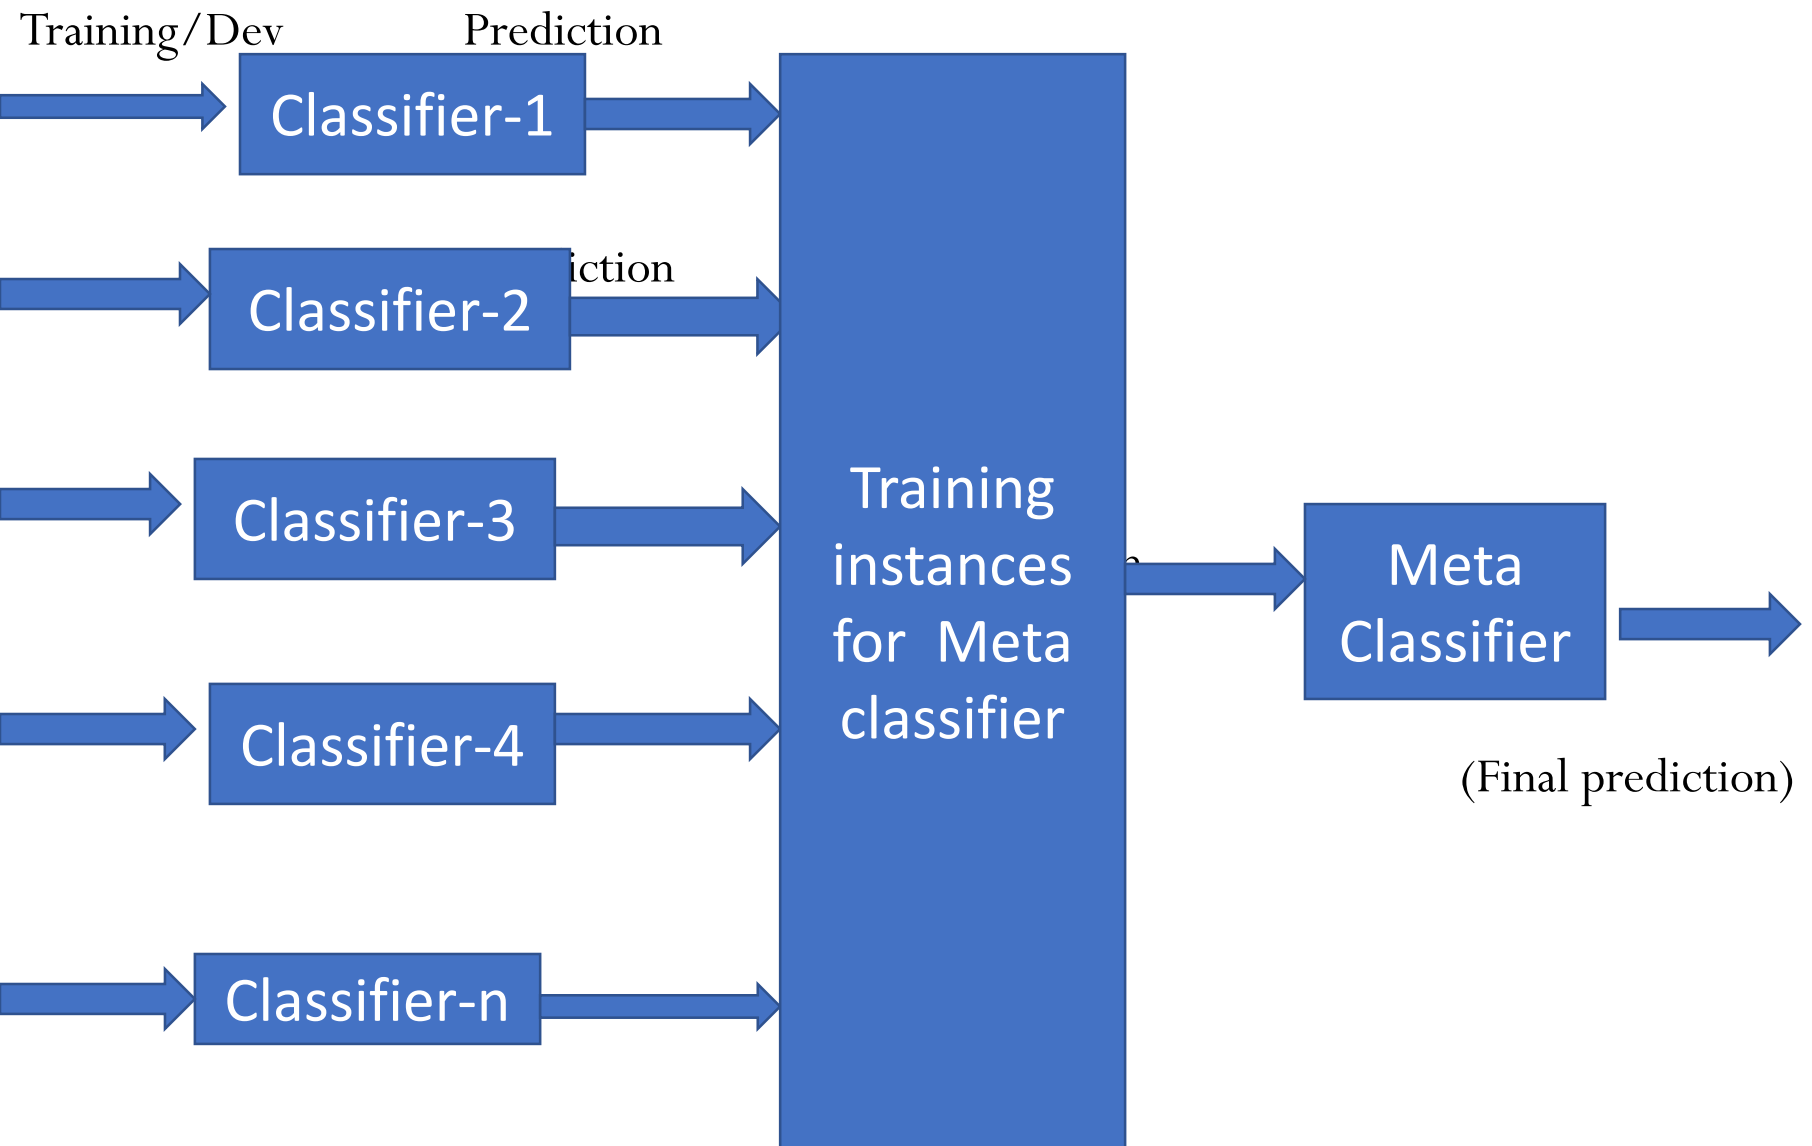 Training/Dev
Prediction
Classifier-1
iction
Classifier-2
Classifier-3
Training
instances
for Meta
classifier
Meta
Classifier
Classifier-4
(Final prediction)
Classifier-n